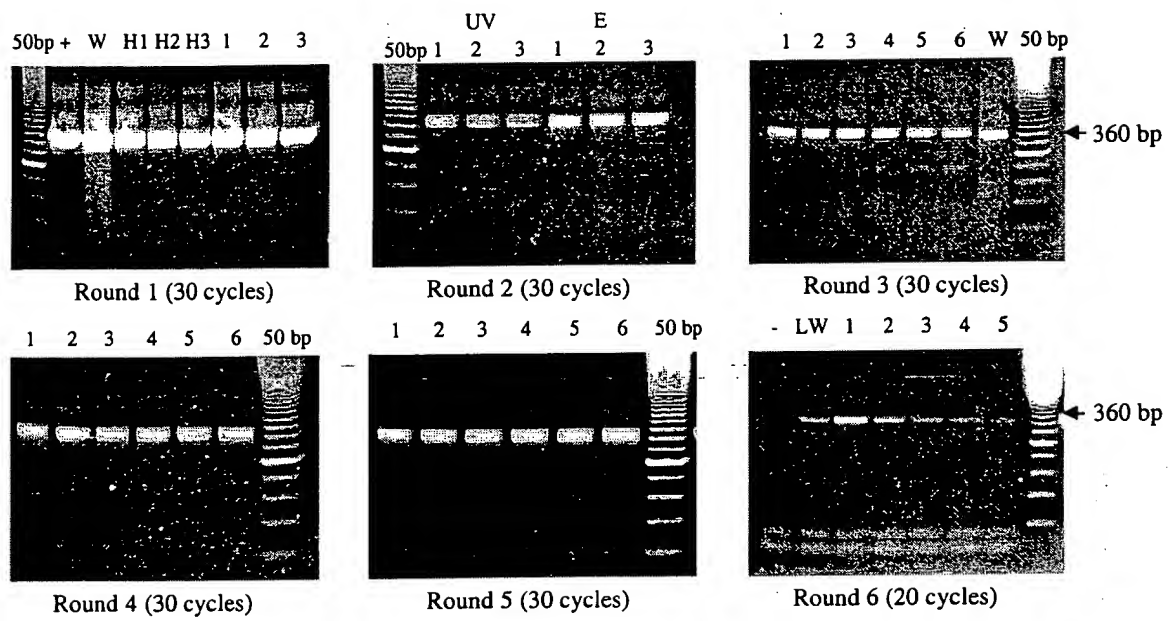 50bp + W H1 H2 H3 1 2 3
Round 1 (30 cycles)
UV E
50bp 1 2 3 1 2 3
Round 2 (30 cycles)
1 2 3 4 5 6 W 50 bp
360 bp
Round 3 (30 cycles)
1 2 3 4 5 6 50 bp
Round 4 (30 cycles)
1 2 3 4 5 6 50 bp
Round 5 (30 cycles)
- LW 1 2 3 4 5
360 bp
Round 6 (20 cycles)